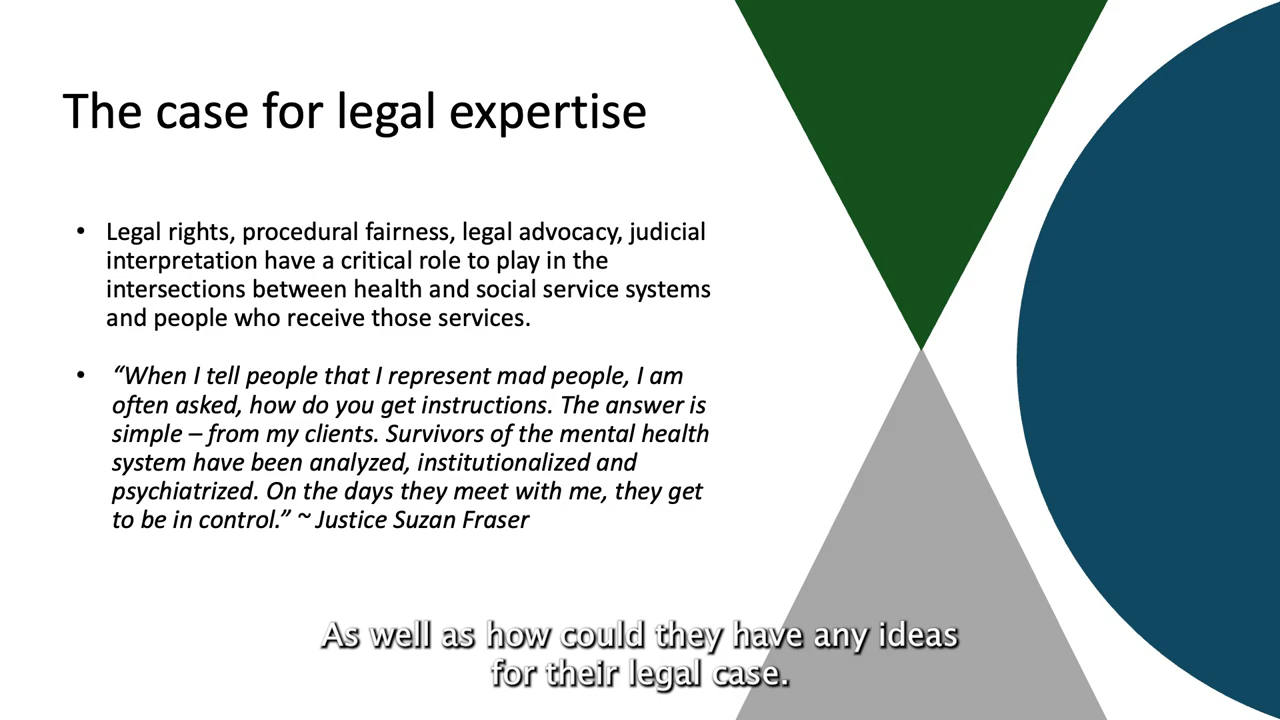 The case for legal expertise
• Legal rights, procedural fairness, legal advocacy, judicial
interpretation have a critical role to play in the
intersections between health and social service systems
and people who receive those services.
• “When I tell people that I represent mad people, I am
often asked, how do you get instructions. The answer is
simple – from my clients. Survivors of the mental health
system have been analyzed, institutionalized and
psychiatrized. On the days they meet with me, they get
to be in control.” ~ Justice Suzan Fraser
As well as how could they have any ideas
for their legal case.